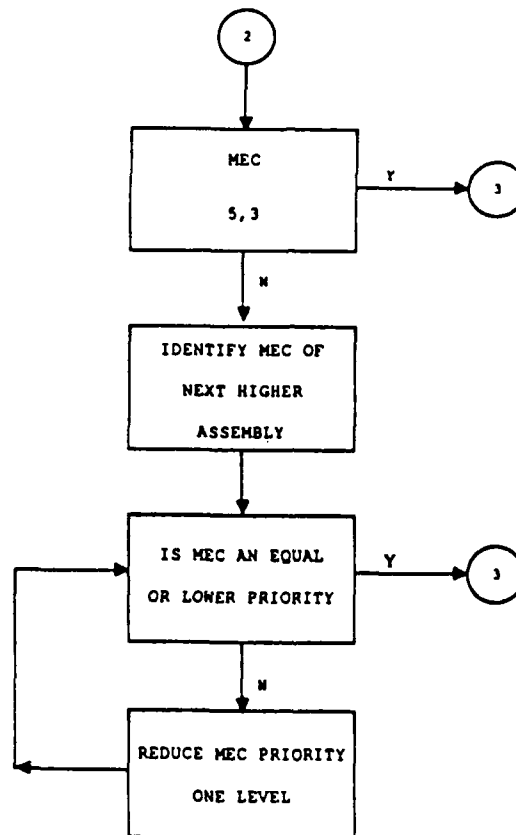 2
MEC
5,3
Y
3
N
IDENTIFY MEC OF
NEXT HIGHER
ASSEMBLY
IS MEC AN EQUAL
OR LOWER PRIORITY
Y
3
N
REDUCE MEC PRIORITY
ONE LEVEL